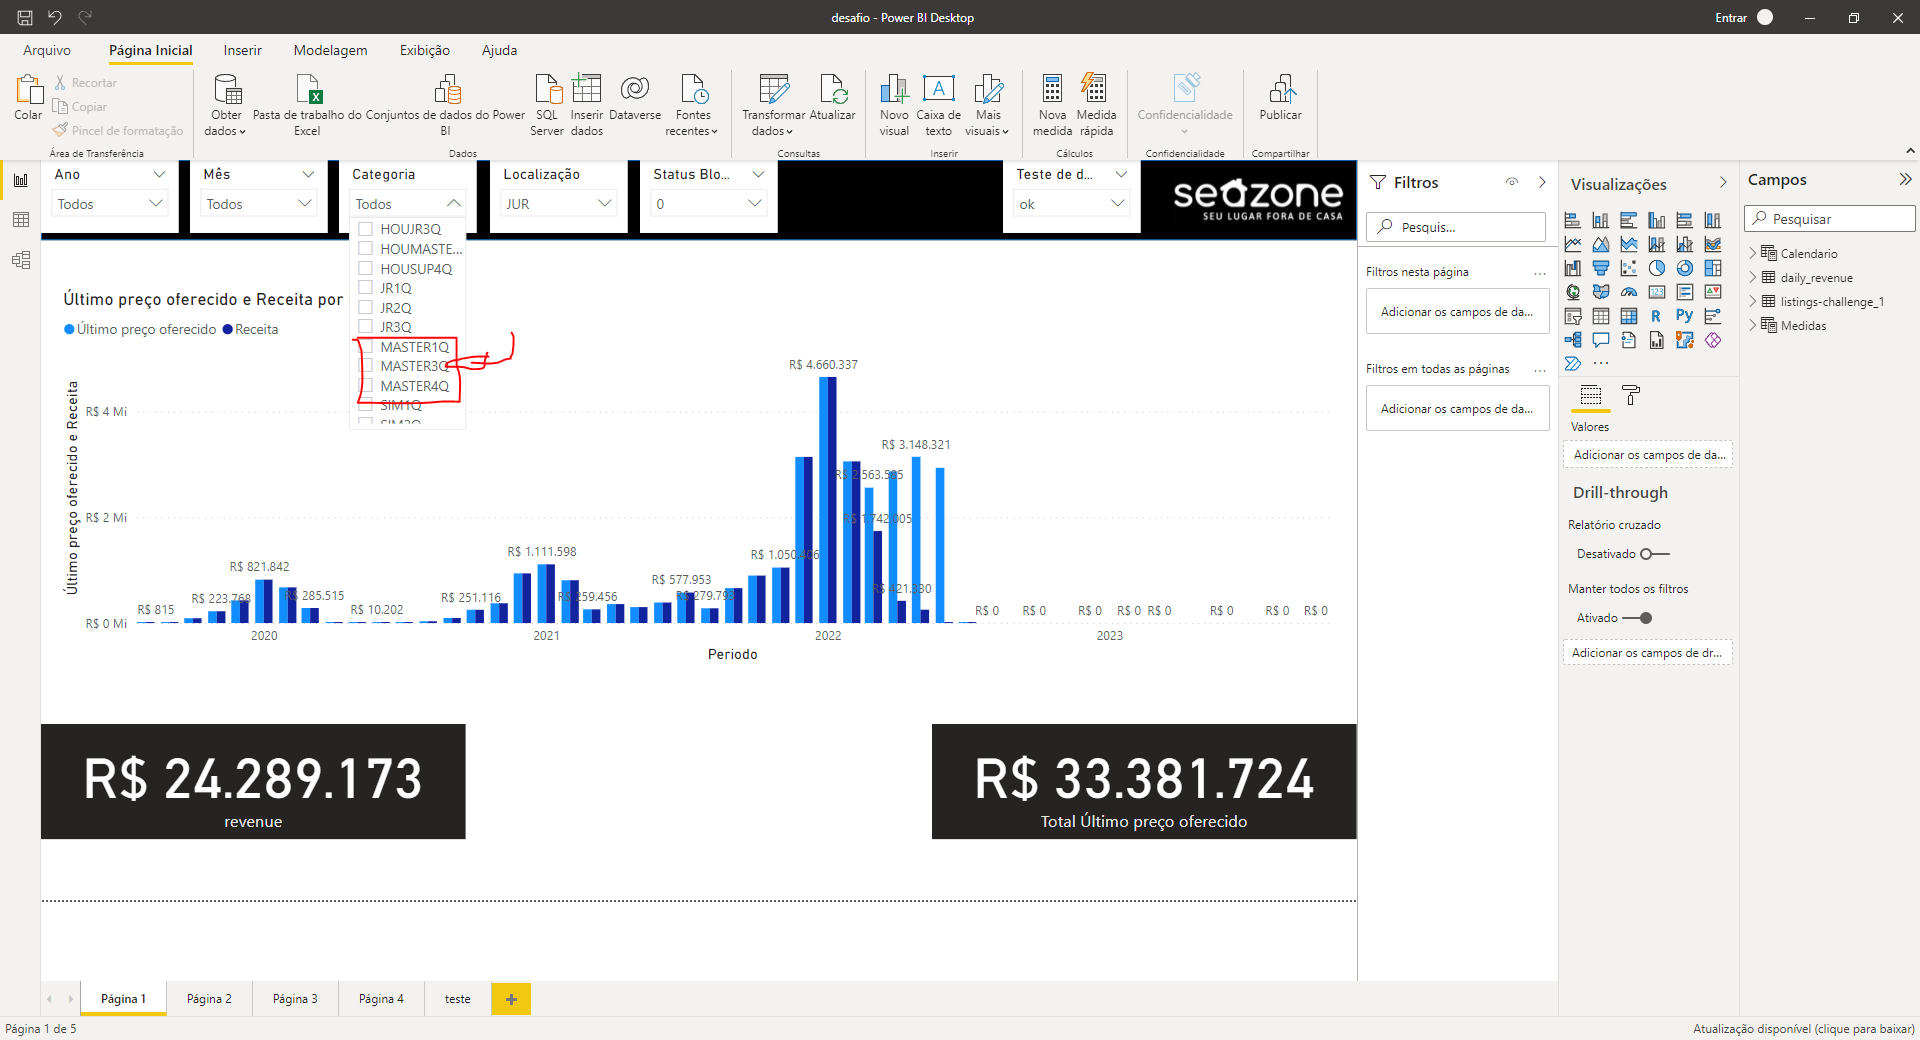 desafio - Power BI Desktop
Entrar
Arquivo
Página Inicial
Inserir
Modelagem
Exibição
Ajuda
Colar
Recortar
Copiar
Pincel de formatação
Área de Transferência
Obter dados
Pasta de trabalho do Excel
Conjuntos de dados do Power BI
SQL Server
Inserir dados
Dataverse
Fontes recentes
Dados
Transformar dados
Atualizar
Consultas
Novo visual
Caixa de texto
Mais visuais
Inserir
Nova medida
Medida rápida
Cálculos
Confidencialidade
Confidencialidade
Publicar
Compartilhar
Ano
Todos
Mês
Todos
Categoria
Todos
Localização
JUR
Status Blo...
0
Teste de d...
ok
seazone
SEU LUGAR FORA DE CASA
HOUJR3Q
HOUMASTE...
HOUSUP4Q
JR1Q
JR2Q
JR3Q
MASTER1Q
MASTER3Q
MASTER4Q
SIM1Q
Último preço oferecido e Receita por
Último preço oferecido
Receita
Último preço oferecido e Receita
R$ 4 Mi
R$ 2 Mi
R$ 0 Mi
R$ 815
R$ 223.768
R$ 821.842
R$ 285.515
R$ 10.202
R$ 251.116
R$ 1.111.598
R$ 259.456
R$ 577.953
R$ 279.793
R$ 1.050.406
R$ 4.660.337
R$ 2.563.585
R$ 1.742.005
R$ 3.148.321
R$ 421.330
R$ 0
R$ 0
R$ 0
R$ 0
R$ 0
R$ 0
R$ 0
R$ 0
2020
2021
2022
2023
Periodo
R$ 24.289.173
revenue
R$ 33.381.724
Total Último preço oferecido
Filtros
Pesquis...
Filtros nesta página
...
Adicionar os campos de da...
Filtros em todas as páginas
...
Adicionar os campos de da...
Visualizações
R
Py
...
Valores
Adicionar os campos de da...
Drill-through
Relatório cruzado
Desativado
Manter todos os filtros
Ativado
Adicionar os campos de dr...
Campos
Pesquisar
Calendario
daily_revenue
listings-challenge_1
Medidas
Página 1
Página 2
Página 3
Página 4
teste
+
Página 1 de 5
Atualização disponível (clique para baixar)